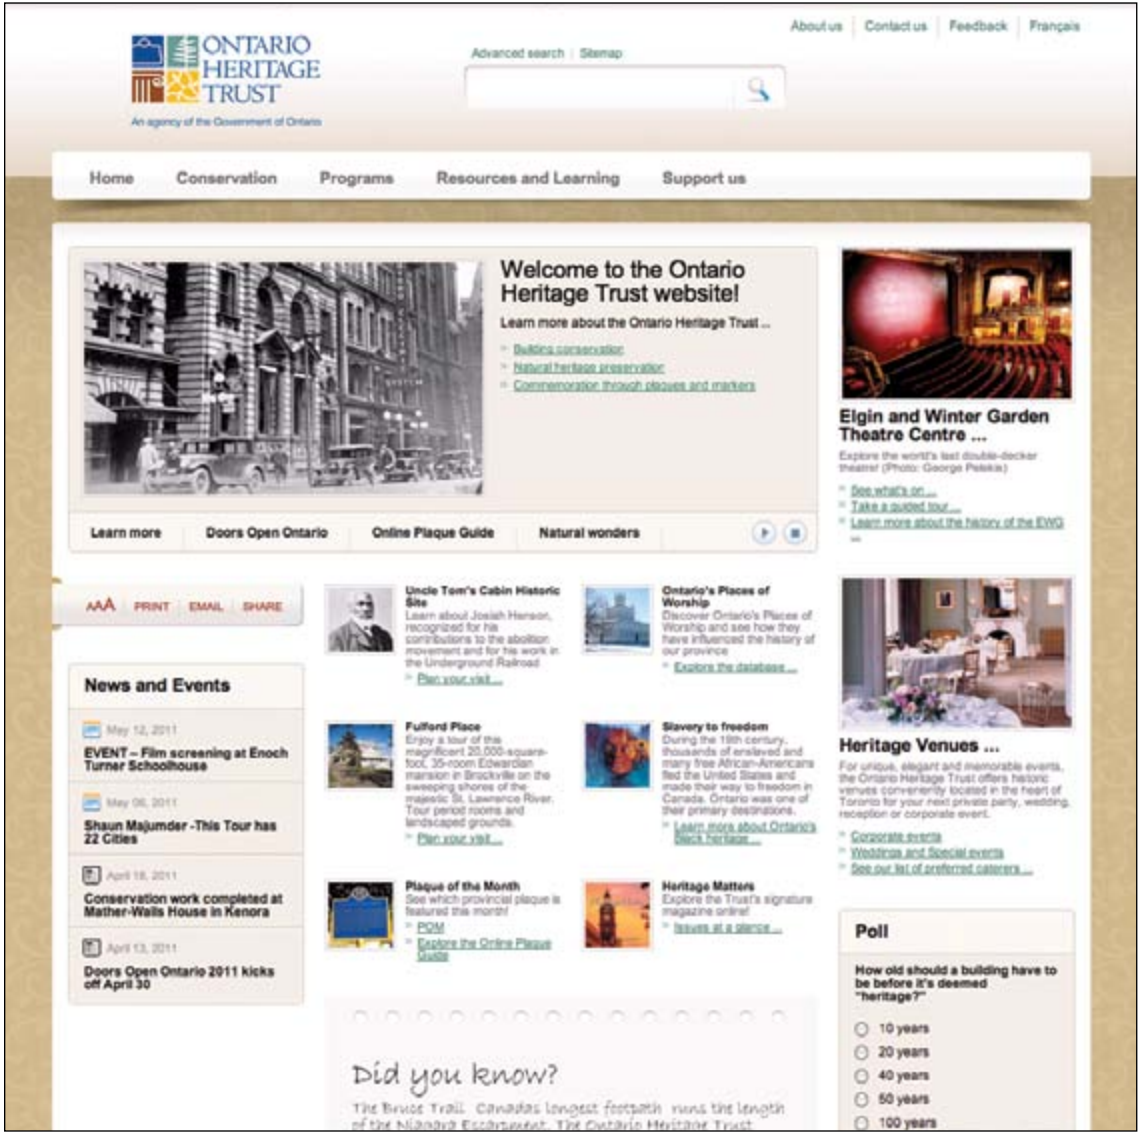 About us
Contact us
Feedback
Français
ONTARIO
HERITAGE
TRUST
An agency of the Government of Ontario
Advanced search
Sitemap
Home
Conservation
Programs
Resources and Learning
Support us
Welcome to the Ontario
Heritage Trust website!
Learn more about the Ontario Heritage Trust ...
Building conservation
Natural heritage preservation
Commemoration through plaques and markers
Learn more
Doors Open Ontario
Online Plaque Guide
Natural wonders
Elgin and Winter Garden
Theatre Centre ...
Explore the world's last double-decker
theatre! (Photo: George Pelekis)
See what's on ...
Take a guided tour ...
Learn more about the history of the EWG
...
AAA
PRINT
EMAIL
SHARE
News and Events
May 12, 2011
EVENT – Film screening at Enoch
Turner Schoolhouse
May 06, 2011
Shaun Majumder -This Tour has
22 Cities
April 18, 2011
Conservation work completed at
Mather-Walls House in Kenora
April 13, 2011
Doors Open Ontario 2011 kicks
off April 30
Uncle Tom's Cabin Historic
Site
Learn about Josiah Henson,
recognized for his
contributions to the abolition
movement and for his work in
the Underground Railroad
Plan your visit ...
Ontario's Places of
Worship
Discover Ontario's Places of
Worship and see how they
have influenced the history of
our province
Explore the database ...
Fulford Place
Enjoy a tour of this
magnificent 20,000-square-
foot, 35-room Edwardian
mansion in Brockville on the
sweeping shores of the
majestic St. Lawrence River.
Tour period rooms and
landscaped grounds.
Plan your visit ...
Slavery to freedom
During the 19th century,
thousands of enslaved and
many free African-Americans
fled the United States and
made their way to freedom in
Canada. Ontario was one of
their primary destinations.
Learn more about Ontario's
Black heritage ...
Plaque of the Month
See which provincial plaque is
featured this month!
POM
Explore the Online Plaque
Guide
Heritage Matters
Explore the Trust's signature
magazine online!
Issues at a glance ...
Heritage Venues ...
For unique, elegant and memorable events,
the Ontario Heritage Trust offers historic
venues conveniently located in the heart of
Toronto for your next private party, wedding,
reception or corporate event.
Corporate events
Weddings and Special events
See our list of preferred caterers ...
Poll
How old should a building have to
be before it's deemed
"heritage?"
10 years
20 years
40 years
50 years
100 years
Did you know?
The Bruce Trail Canadas longest footpath runs the length
of the Niagara Escarpment. The Ontario Heritage Trust